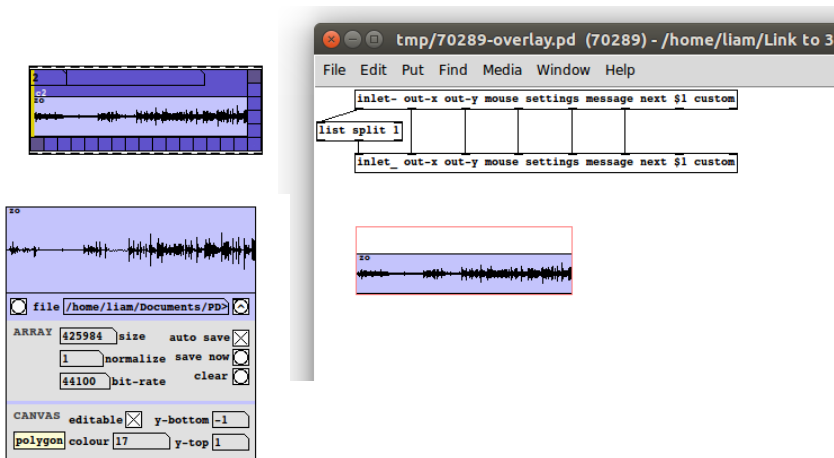 tmp/70289-overlay.pd (70289) - /home/liam/Link to 3
File Edit Put Find Media Window Help
inlet- out-x out-y mouse settings message next $1 custom
list split 1
inlet_ out-x out-y mouse settings message next $1 custom
zo
2
c2
zo
zo
file /home/liam/Documents/PD>
ARRAY 425984 size auto save
1 normalize save now
44100 bit-rate clear
CANVAS editable y-bottom -1
polygon colour 17 y-top 1